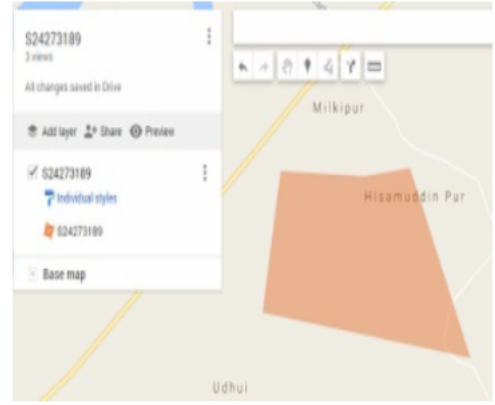 S24273189
3 views
All changes saved in Drive
Add layer Share Preview
S24273189
Individual styles
S24273189
Base map
Milkipur
Hisamuddin Pur
Udhui